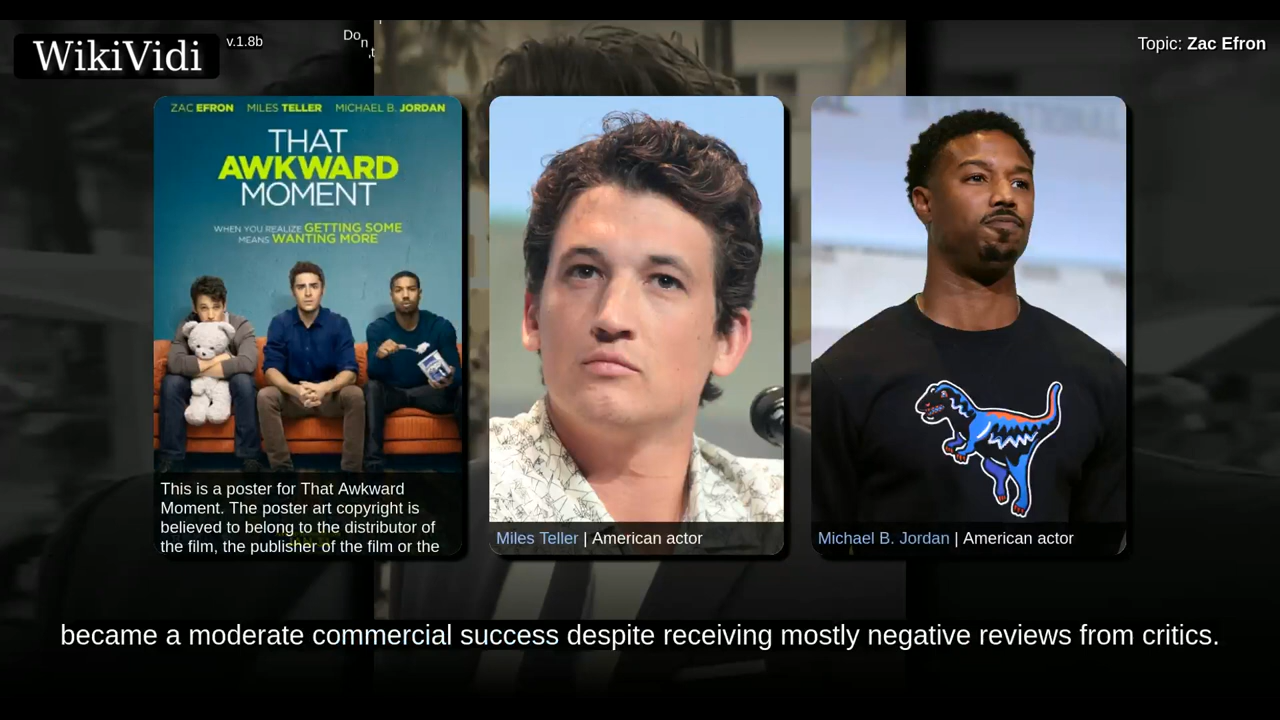 WikiVidi
v.1.8b
Do
n
,t
Topic: Zac Efron
ZAC EFRON MILES TELLER MICHAEL B. JORDAN
THAT
AWKWARD
MOMENT
WHEN YOU REALIZE GETTING SOME
MEANS WANTING MORE
This is a poster for That Awkward
Moment. The poster art copyright is
believed to belong to the distributor of
the film, the publisher of the film or the
Miles Teller | American actor
Michael B. Jordan | American actor
became a moderate commercial success despite receiving mostly negative reviews from critics.